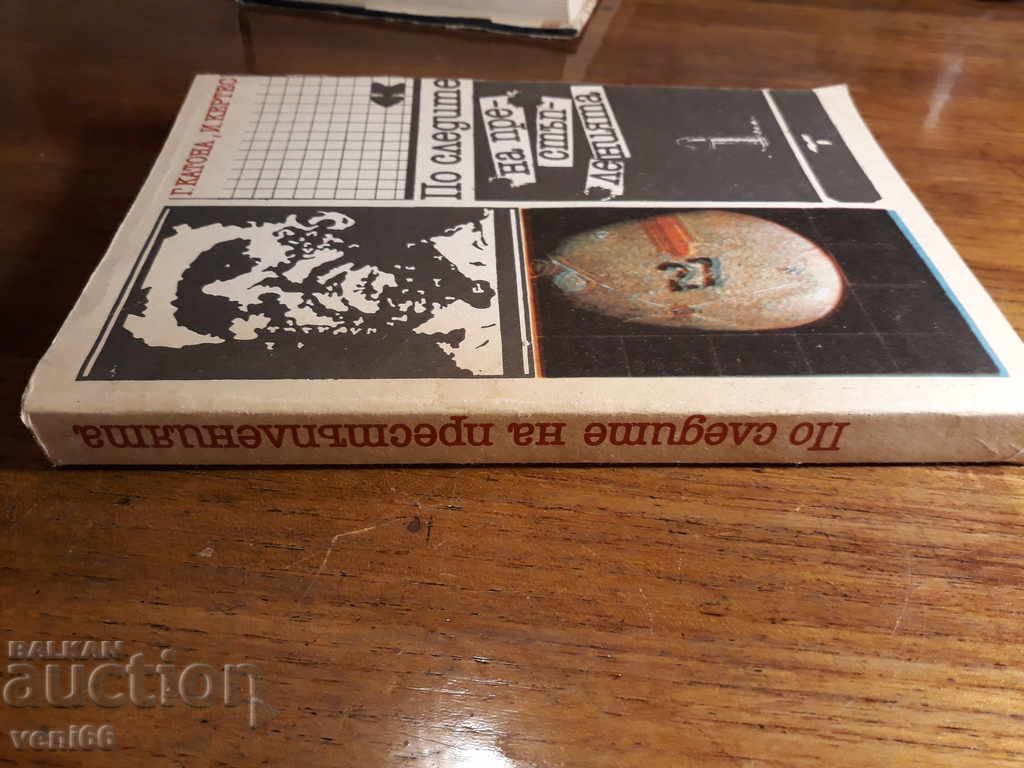 Г. КАТОНА, И. КЕРТЕС
По следите
на пре-
стъп-
ленията
По следите на престъпленията
BALKAN
auction
veni66